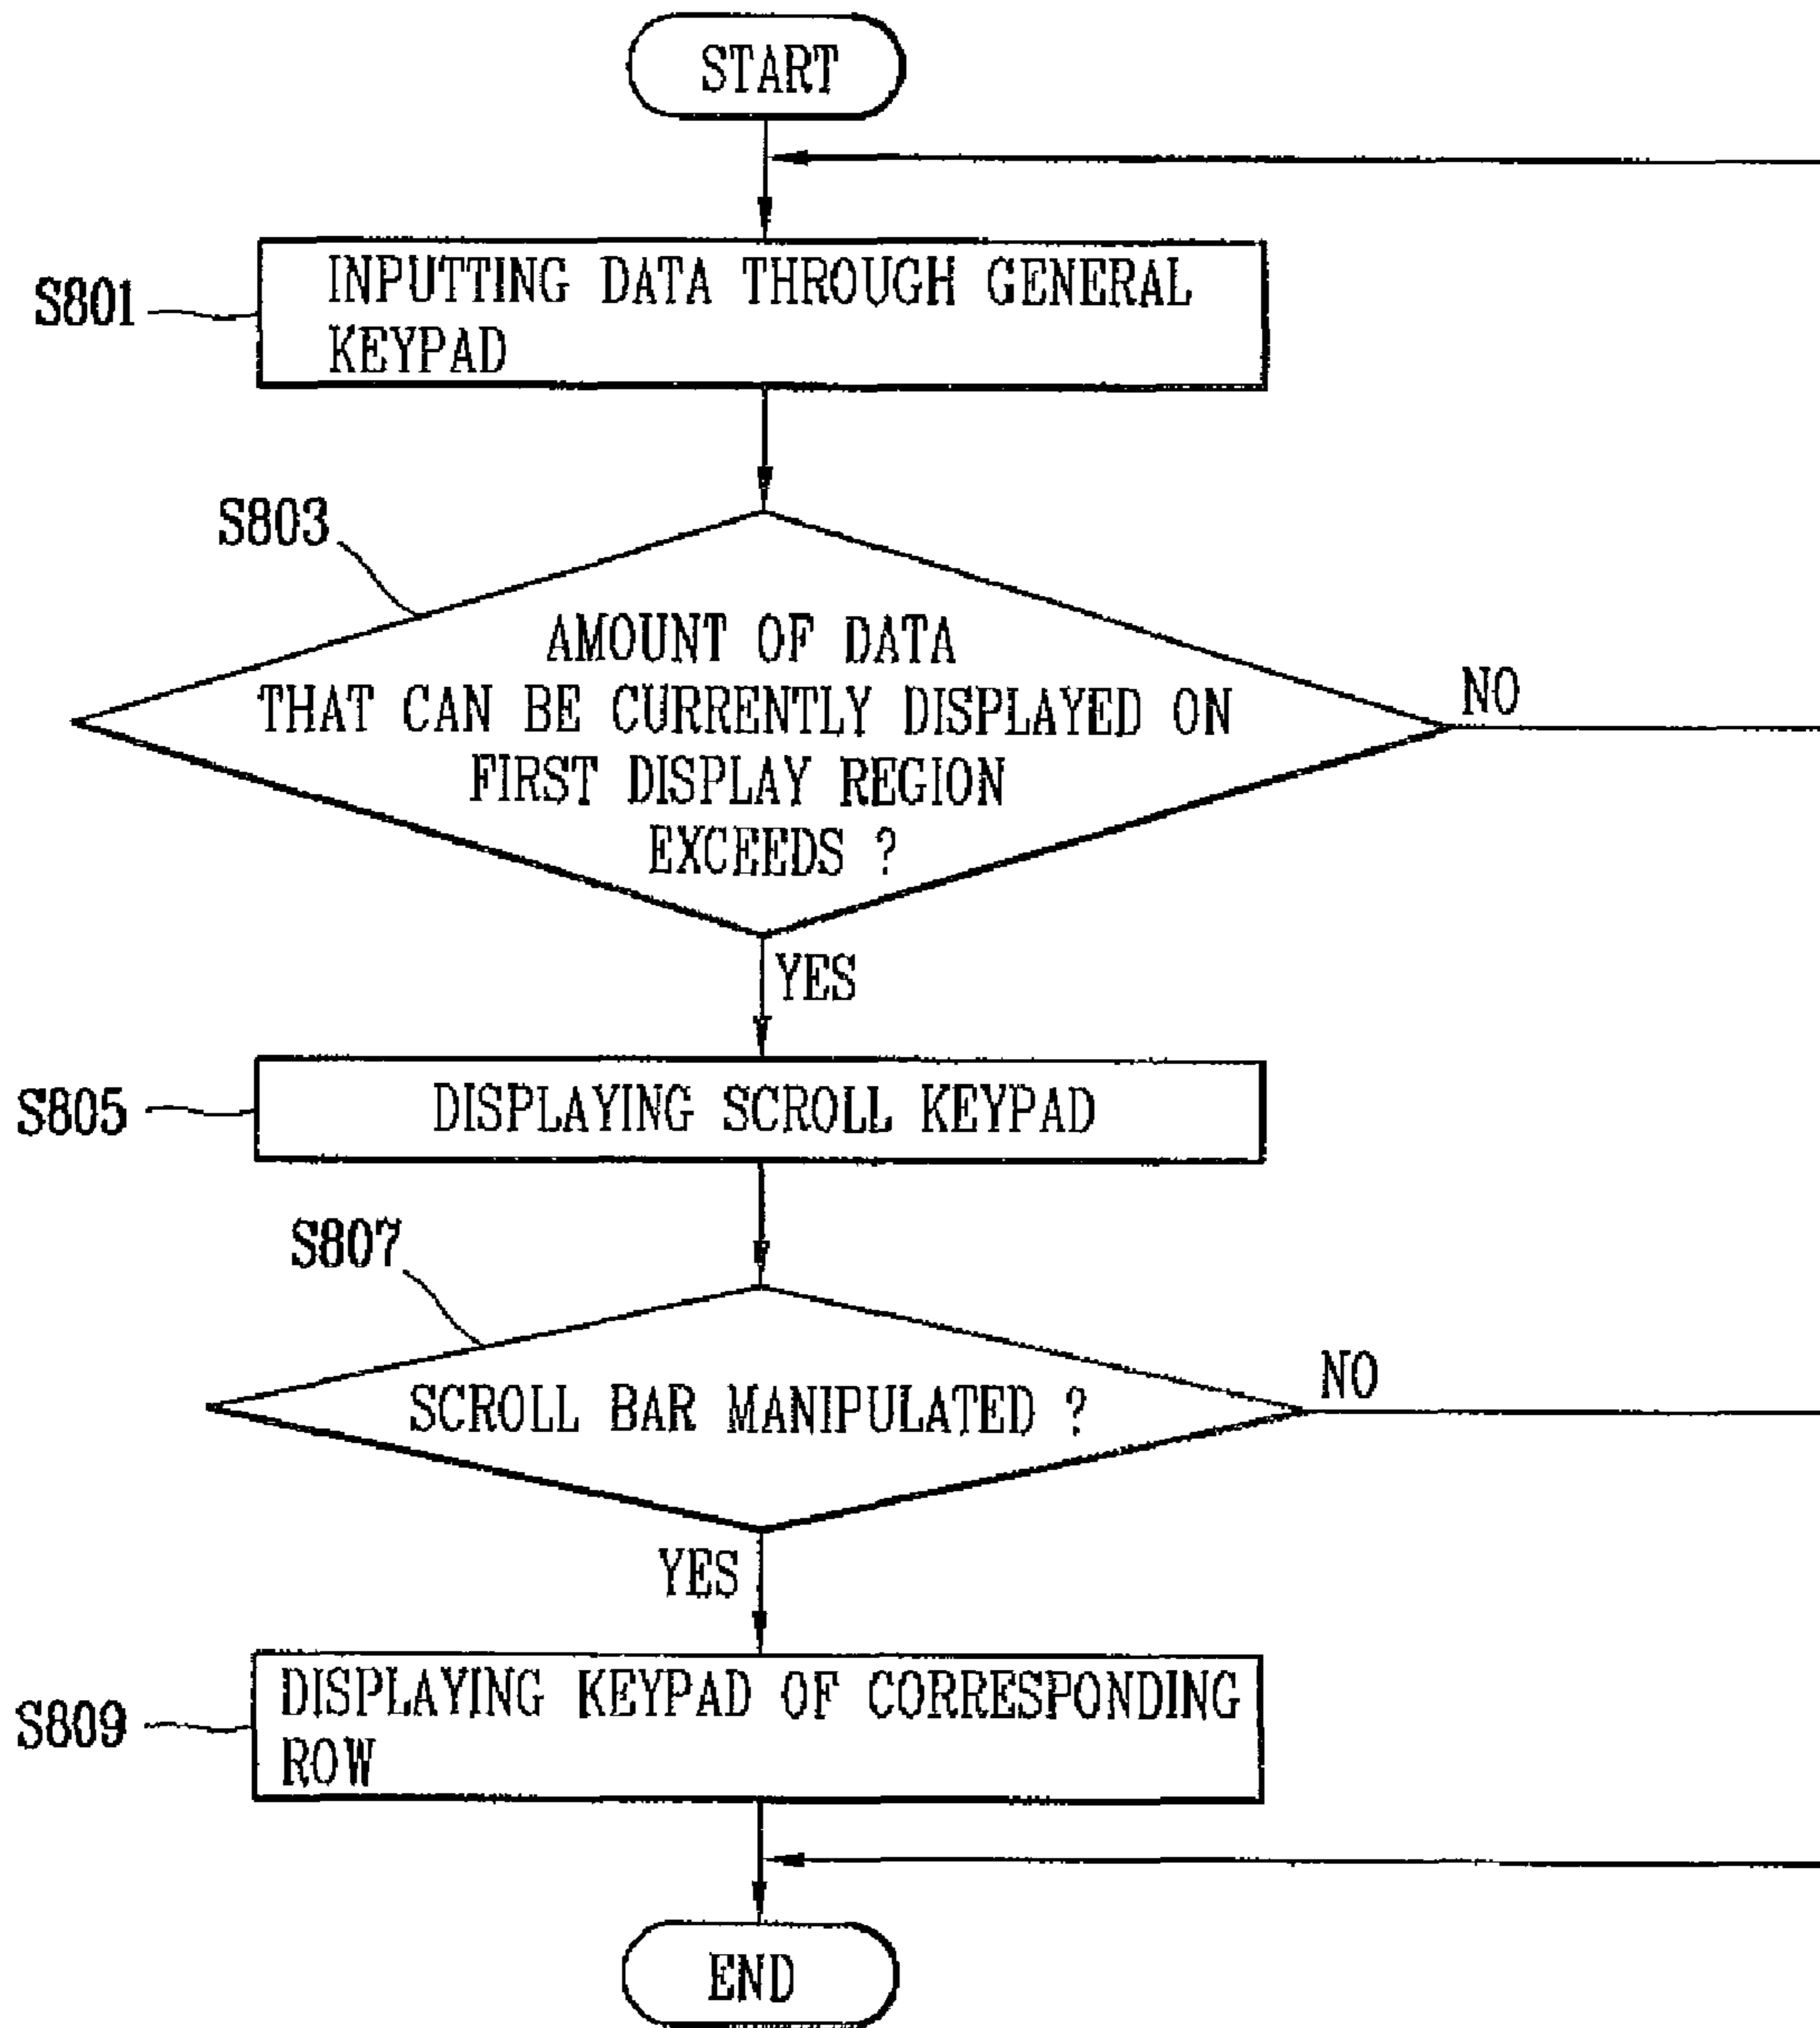 START
S801
INPUTTING DATA THROUGH GENERAL
KEYPAD
S803
AMOUNT OF DATA
THAT CAN BE CURRENTLY DISPLAYED ON
FIRST DISPLAY REGION
EXCEEDS ?
NO
YES
S805
DISPLAYING SCROLL KEYPAD
S807
SCROLL BAR MANIPULATED ?
NO
YES
S809
DISPLAYING KEYPAD OF CORRESPONDING
ROW
END